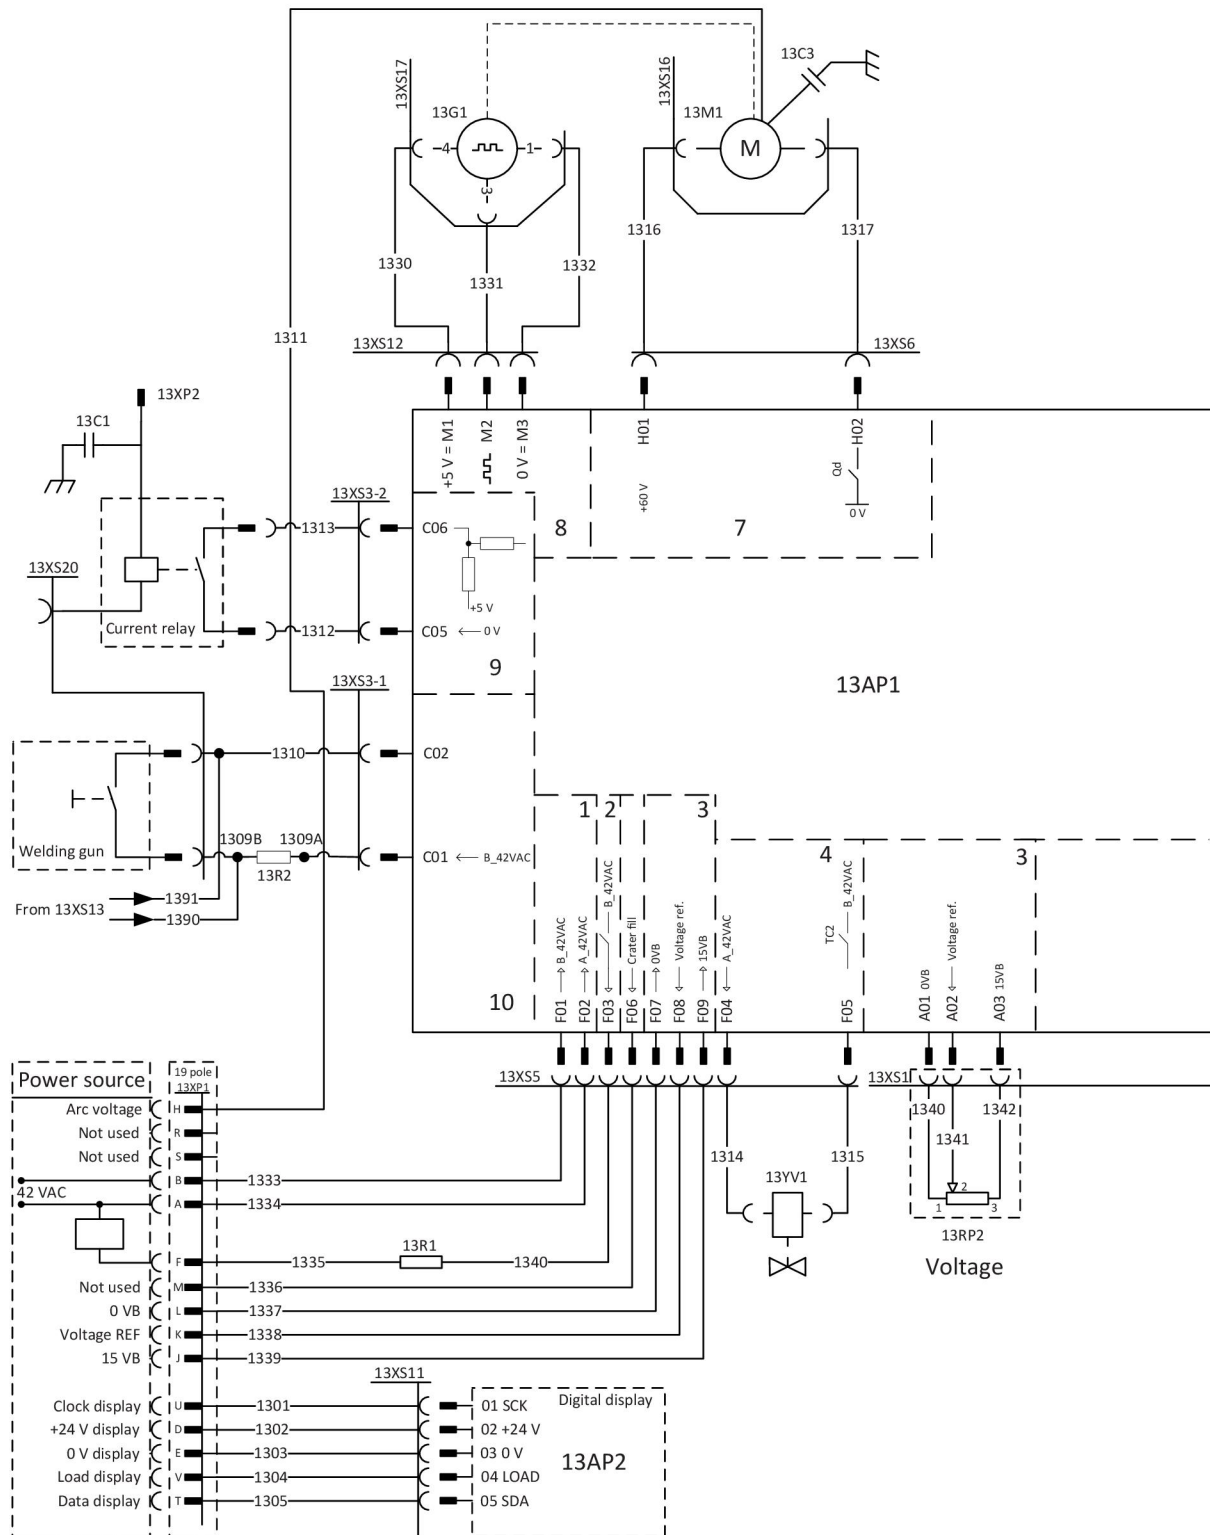 13C3
13XS17
13XS16
13G1
13M1
4
1
3
M
1316
1317
1330
1331
1332
1311
13XS12
13XS6
13XP2
13C1
+5 V = M1
M2
0 V = M3
H01
+60 V
H02
Qd
0 V
8
7
13XS3-2
1313
C06
+5 V
13XS20
Current relay
1312
C05
0 V
9
13XS3-1
13AP1
1310
C02
Welding gun
1309B
1309A
13R2
C01
B_42VAC
From 13XS13
1391
1390
10
1
2
3
4
3
F01
B_42VAC
F02
A_42VAC
F03
B_42VAC
F06
Crater fill
F07
0VB
F08
Voltage ref.
F09
15VB
F04
A_42VAC
F05
TC2
B_42VAC
A01 0VB
A02
Voltage ref.
A03 15VB
13XS5
13XS1
Power source
19 pole
13XP1
Arc voltage
H
Not used
R
Not used
S
B
1333
42 VAC
A
1334
F
1335
13R1
1340
Not used
M
1336
0 VB
L
1337
Voltage REF
K
1338
15 VB
J
1339
1314
1315
13YV1
1340
1341
1342
1
2
3
13RP2
Voltage
13XS11
Clock display
U
1301
01 SCK
Digital display
+24 V display
D
1302
02 +24 V
0 V display
E
1303
03 0 V
13AP2
Load display
V
1304
04 LOAD
Data display
T
1305
05 SDA